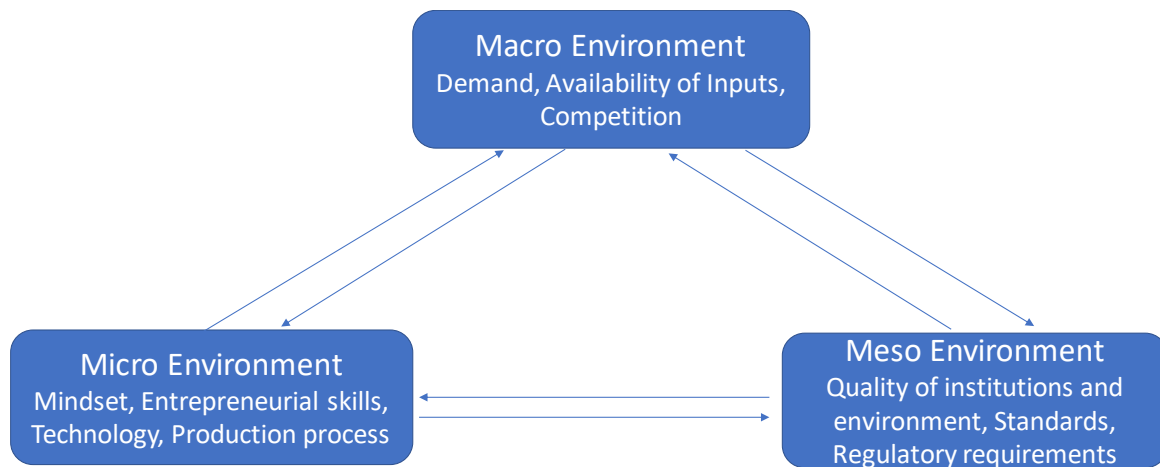 Macro Environment
Demand, Availability of Inputs,
Competition
Micro Environment
Mindset, Entrepreneurial skills,
Technology, Production process
Meso Environment
Quality of institutions and
environment, Standards,
Regulatory requirements